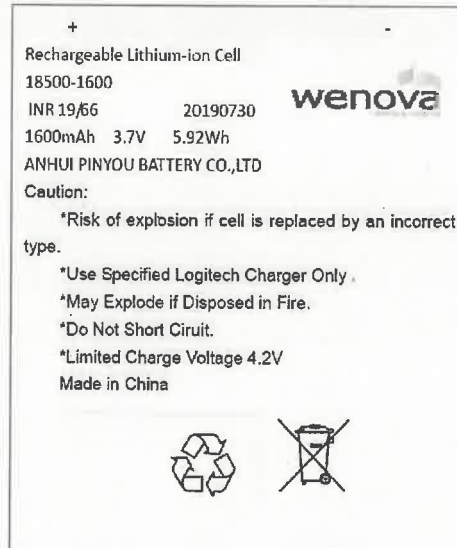 + -
Rechargeable Lithium-ion Cell
18500-1600
wenova
INR 19/66 20190730
1600mAh 3.7V 5.92Wh
ANHUI PINYOU BATTERY CO.,LTD
Caution:
*Risk of explosion if cell is replaced by an incorrect
type.
*Use Specified Logitech Charger Only .
*May Explode if Disposed in Fire.
*Do Not Short Ciruit.
*Limited Charge Voltage 4.2V
Made in China